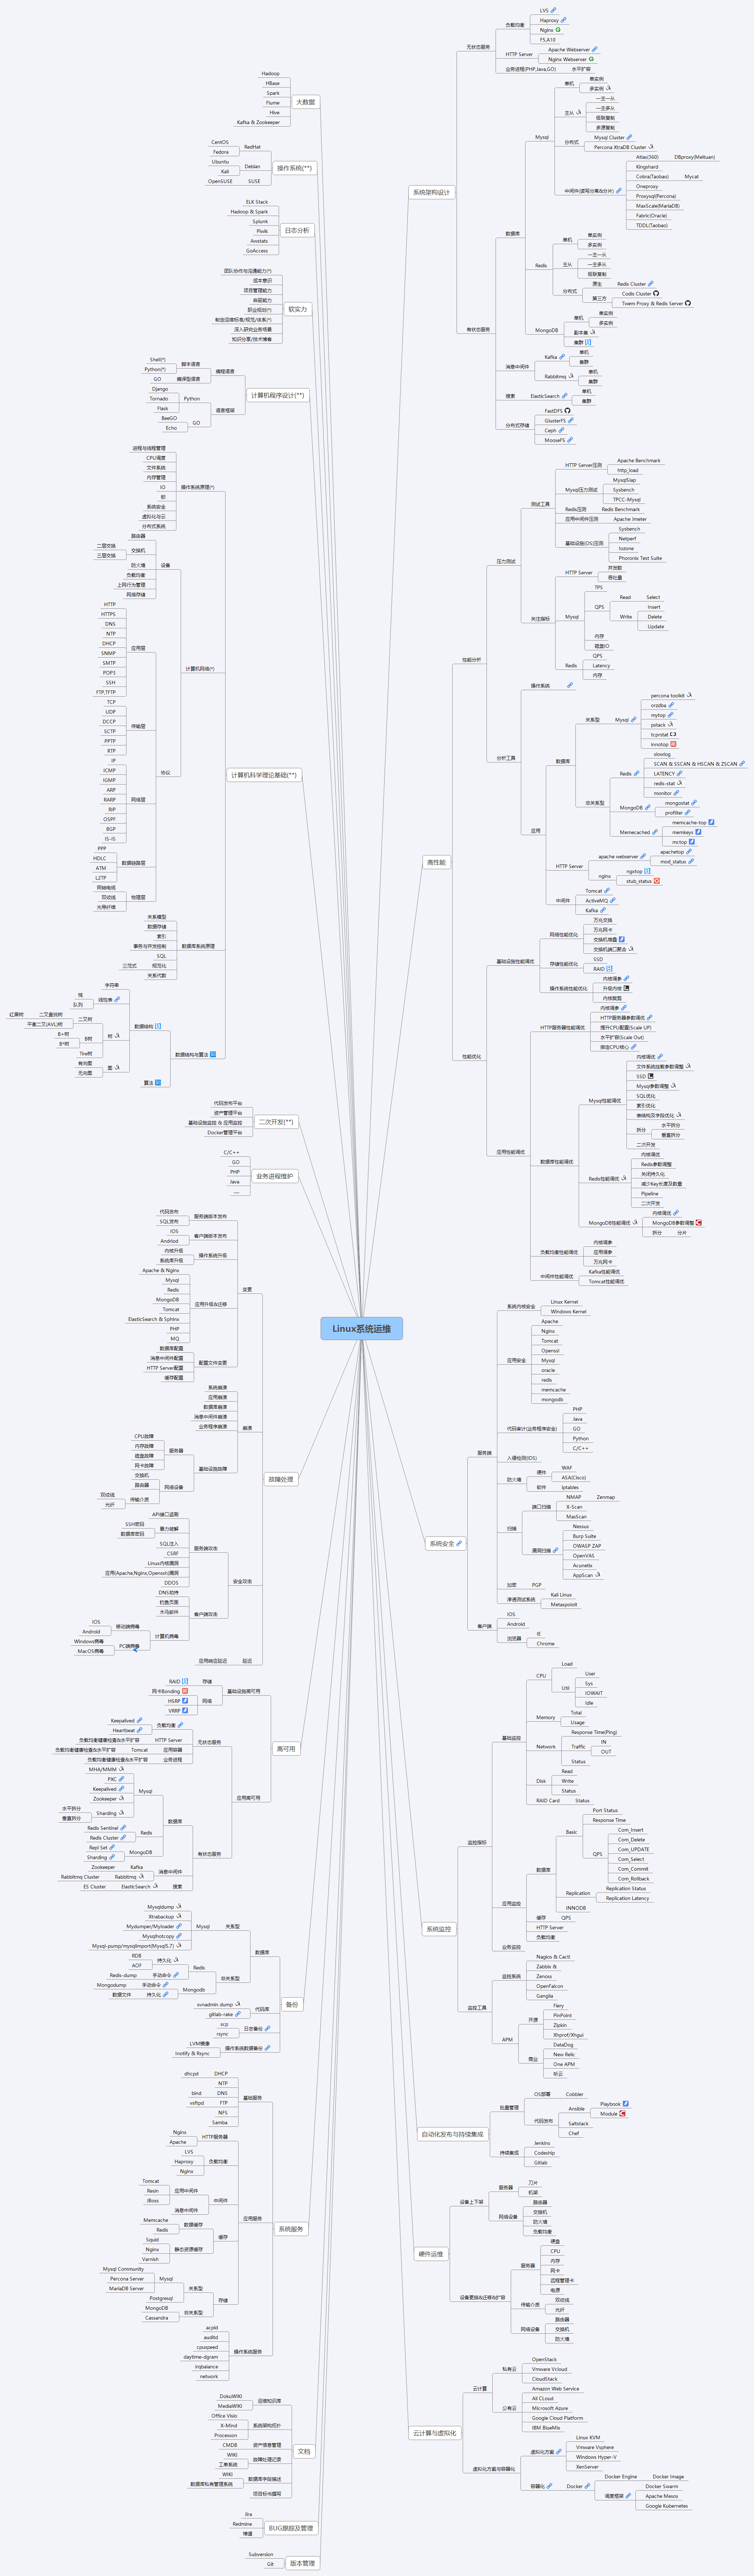 Linux系统运维
系统架构设计
无状态服务
负载均衡
LVS
Haproxy
Nginx
F5,A10
HTTP Server
Apache Webserver
Nginx Webserver
业务进程(PHP,Java,GO)
水平扩容
有状态服务
数据库
Mysql
单机
单实例
多实例
主从
一主一从
一主多从
级联复制
多源复制
分布式
Mysql Cluster
Percona XtraDB Cluster
中间件(读写分离&分片)
Atlas(360)
DBproxy(Meituan)
Kingshard
Cobra(Taobao)
Mycat
Oneproxy
Proxysql(Percona)
MaxScale(MariaDB)
Fabric(Oracle)
TDDL(Taobao)
Redis
单机
单实例
多实例
主从
一主一从
一主多从
级联复制
分布式
原生
Redis Cluster
第三方
Codis Cluster
Twem Proxy & Redis Server
MongoDB
单机
单实例
多实例
副本集
集群
消息中间件
Kafka
单机
集群
Rabbitmq
单机
集群
搜索
ElasticSearch
单机
集群
分布式存储
FastDFS
GlusterFS
Ceph
MooseFS
高性能
性能分析
压力测试
测试工具
HTTP Server压测
Apache Benchmark
http_load
Mysql压力测试
MysqlSlap
Sysbench
TPCC-Mysql
Redis压测
Redis Benchmark
应用中间件压测
Apache Jmeter
基础设施(OS)压测
Sysbench
Netperf
Iozone
Phoronix Test Suite
关注指标
HTTP Server
并发数
吞吐量
Mysql
TPS
QPS
Read
Select
Write
Insert
Delete
Update
内存
磁盘IO
Redis
QPS
Latency
内存
分析工具
操作系统
数据库
关系型
Mysql
percona toolkit
orzdba
mytop
pstack
tcprstat
innotop
非关系型
Redis
slowlog
SCAN & SSCAN & HSCAN & ZSCAN
LATENCY
redis-stat
monitor
MongoDB
mongostat
profilter
Memcached
memcache-top
memkeys
mctop
应用
HTTP Server
apache webserver
apachetop
mod_status
nginx
ngxtop
stub_status
中间件
Tomcat
ActiveMQ
Kafka
性能优化
基础设施性能调优
网络性能优化
万兆交换
万兆网卡
交换机堆叠
交换机端口聚合
存储性能优化
SSD
RAID
操作系统性能优化
内核调参
升级内核
内核裁剪
应用性能调优
HTTP服务器性能调优
内核调参
HTTP服务器参数调优
提升CPU配置(Scale UP)
水平扩容(Scale Out)
绑定CPU核心
数据库性能调优
Mysql性能调优
内核调优
文件系统挂载参数调整
SSD
Mysql参数调整
SQL优化
索引优化
表结构及字段优化
拆分
水平拆分
垂直拆分
二次开发
Redis性能调优
内核调优
Redis参数调整
关闭持久化
减少Key长度及数量
Pipeline
二次开发
MongoDB性能调优
内核调优
MongoDB参数调整
拆分
分片
负载均衡性能调优
内核调参
应用调参
万兆网卡
中间件性能调优
Kafka性能调优
Tomcat性能调优
系统安全
服务端
系统内核安全
Linux Kernel
Windows Kernel
应用安全
Apache
Nginx
Tomcat
Openssl
Mysql
oracle
redis
memcache
mongodb
代码审计(业务程序安全)
PHP
Java
GO
Python
C/C++
入侵检测(IDS)
防火墙
硬件
WAF
ASA(Cisco)
软件
Iptables
扫描
端口扫描
NMAP
Zenmap
X-Scan
MasScan
漏洞扫描
Nessus
Burp Suite
OWASP ZAP
OpenVAS
Acunetix
AppScan
加密
PGP
渗透测试系统
Kali Linux
Metaspoloit
客户端
IOS
Android
浏览器
IE
Chrome
系统监控
监控指标
基础监控
CPU
Load
Util
User
Sys
IOWAIT
Idle
Memory
Total
Usage
Network
Response Time(Ping)
Traffic
IN
OUT
Status
Disk
Read
Write
Status
RAID Card
Status
应用监控
数据库
Basic
Port Status
Response Time
QPS
Com_Insert
Com_Delete
Com_UPDATE
Com_Select
Com_Commit
Com_Rollback
Replication
Replication Status
Replication Latency
INNODB
缓存
QPS
HTTP Server
负载均衡
业务监控
监控工具
监控系统
Nagios & Cacti
Zabbix &
Zenoss
OpenFalcon
Ganglia
APM
开源
Fiery
PinPoint
Zipkin
Xhprof/Xhgui
商业
DataDog
New Relic
One APM
听云
自动化发布与持续集成
批量管理
OS部署
Cobbler
代码发布
Ansible
Playbook
Module
Saltstack
Chef
持续集成
Jenkins
Codeship
Gitlab
硬件运维
设备上下架
服务器
刀片
机架
网络设备
路由器
交换机
防火墙
负载均衡
设备更换&迁移&扩容
服务器
硬盘
CPU
内存
网卡
远程管理卡
电源
传输介质
双绞线
光纤
网络设备
路由器
交换机
防火墙
云计算与虚拟化
云计算
私有云
OpenStack
Vmware Vcloud
CloudStack
公有云
Amazon Web Service
Ali CLoud
Microsoft Azure
Google Cloud Platform
IBM BlueMix
虚拟化方案与容器化
虚拟化方案
Linux KVM
Vmware Vsphere
Windows Hyper-V
XenServer
容器化
Docker
Docker Engine
Docker Image
调度框架
Docker Swarm
Apache Mesos
Google Kubernetes
大数据
Hadoop
HBase
Spark
Flume
Hive
Kafka & Zookeeper
操作系统(**)
RedHat
CentOS
Fedora
Debian
Ubuntu
Kali
SUSE
OpenSUSE
日志分析
ELK Stack
Hadoop & Spark
Splunk
Piwik
Awstats
GoAccess
软实力
团队协作与沟通能力(*)
成本意识
项目管理能力
自驱能力
职业规划(*)
制定运维标准/规范/体系(*)
深入研究业务场景
知识分享/技术博客
计算机程序设计(**)
编程语言
脚本语言
Shell(*)
Python(*)
编译型语言
GO
语言框架
Python
Django
Tornado
Flask
GO
BeeGO
Echo
计算机科学理论基础(**)
操作系统原理(*)
进程与线程管理
CPU调度
文件系统
内存管理
IO
锁
系统安全
虚拟化与云
分布式系统
计算机网络(*)
设备
路由器
交换机
二层交换
三层交换
防火墙
负载均衡
上网行为管理
网络存储
协议
应用层
HTTP
HTTPS
DNS
NTP
DHCP
SNMP
SMTP
POP3
SSH
FTP,TFTP
传输层
TCP
UDP
DCCP
SCTP
PPTP
RTP
网络层
IP
ICMP
IGMP
ARP
RARP
RIP
OSPF
BGP
IS-IS
数据链路层
PPP
HDLC
ATM
L2TP
物理层
同轴电缆
双绞线
光导纤维
数据库系统原理
关系模型
数据存储
索引
事务与并发控制
SQL
规范化
三范式
关系代数
数据结构与算法
数据结构
字符串
线性表
栈
队列
树
二叉树
二叉查找树
红黑树
平衡二叉(AVL)树
B树
B+树
B*树
Tire树
图
有向图
无向图
算法
二次开发(**)
代码发布平台
资产管理平台
基础设施监控 & 应用监控
Docker管理平台
业务进程维护
C/C++
GO
PHP
Java
....
故障处理
变更
服务端版本发布
代码发布
SQL发布
客户端版本发布
IOS
Andriod
操作系统升级
内核升级
系统库升级
应用升级&迁移
Apache & Nginx
Mysql
Redis
MongoDB
Tomcat
ElasticSearch & Sphinx
PHP
MQ
配置文件变更
数据库配置
消息中间件配置
HTTP Server配置
缓存配置
崩溃
系统崩溃
应用崩溃
数据库崩溃
消息中间件崩溃
业务程序崩溃
基础设施故障
服务器
CPU故障
内存故障
磁盘故障
网卡故障
网络设备
交换机
路由器
传输介质
双绞线
光纤
安全攻击
服务端攻击
API接口盗刷
暴力破解
SSH密码
数据库密码
SQL注入
CSRF
Linux内核漏洞
应用(Apache,Nginx,Openssh)漏洞
DDOS
客户端攻击
DNS劫持
钓鱼页面
木马邮件
计算机病毒
移动端病毒
IOS
Android
PC端病毒
Windows病毒
MacOS病毒
延迟
应用响应延迟
高可用
基础设施高可用
存储
RAID
网络
网卡Bonding
HSRP
VRRP
应用高可用
无状态服务
负载均衡
Keepalived
Heartbeat
HTTP Server
负载均衡健康检查&水平扩容
应用容器
Tomcat
负载均衡健康检查&水平扩容
业务进程
负载均衡健康检查&水平扩容
有状态服务
数据库
Mysql
MHA/MMM
PXC
Keepalived
Zookeeper
Sharding
水平拆分
垂直拆分
Redis
Redis Sentinel
Redis Cluster
MongoDB
Repl Set
Sharding
消息中间件
Kafka
Zookeeper
Rabbitmq
Rabbitmq Cluster
搜索
ElasticSearch
ES Cluster
备份
数据库
关系型
Mysql
Mysqldump
Xtrabackup
Mydumper/Myloader
Mysqlhotcopy
Mysql-pump/mysqlimport(Mysql5.7)
非关系型
Redis
持久化
RDB
AOF
手动命令
Redis-dump
Mongodb
手动命令
Mongodump
持久化
数据文件
代码库
svnadmin dump
gitlab-rake
日志备份
scp
rsync
操作系统数据备份
LVM镜像
Inotify & Rsync
系统服务
基础服务
DHCP
dhcpd
NTP
DNS
bind
FTP
vsftpd
NFS
Samba
应用服务
HTTP服务器
Nginx
Apache
负载均衡
LVS
Haproxy
Nginx
中间件
应用中间件
Tomcat
Resin
JBoss
消息中间件
缓存
数据缓存
Memcache
Redis
静态资源缓存
Squid
Nginx
Varnish
存储
关系型
Mysql
Mysql Community
Percona Server
MariaDB Server
Postgresql
非关系型
MongoDB
Cassandra
操作系统服务
acpid
auditd
cpuspeed
daytime-dgram
irqbalance
network
文档
运维知识库
DokuWIKI
MediaWIKI
系统架构拓扑
Office Visio
X-Mind
Processon
资产信息管理
CMDB
故障处理记录
WIKI
工单系统
数据库字段描述
WIKI
数据库私有管理系统
项目标书撰写
BUG跟踪及管理
Jira
Redmine
禅道
版本管理
Subversion
Git